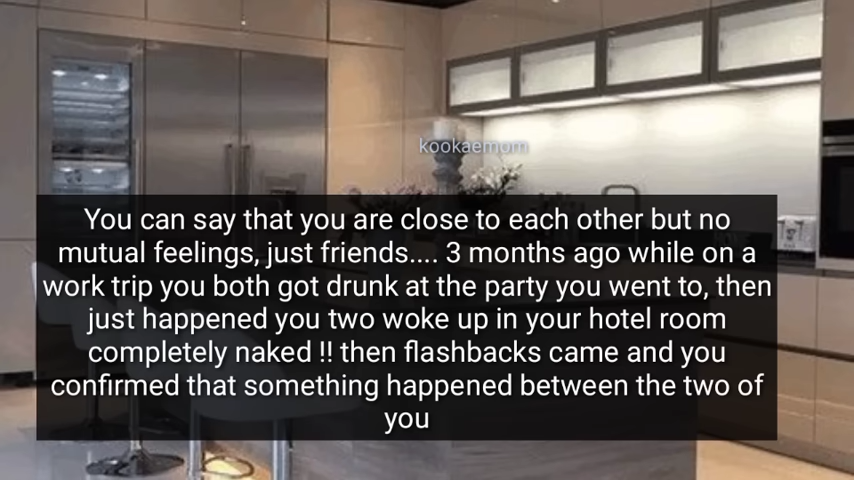 kookaemom
You can say that you are close to each other but no
mutual feelings, just friends.... 3 months ago while on a
work trip you both got drunk at the party you went to, then
just happened you two woke up in your hotel room
completely naked !! then flashbacks came and you
confirmed that something happened between the two of
you